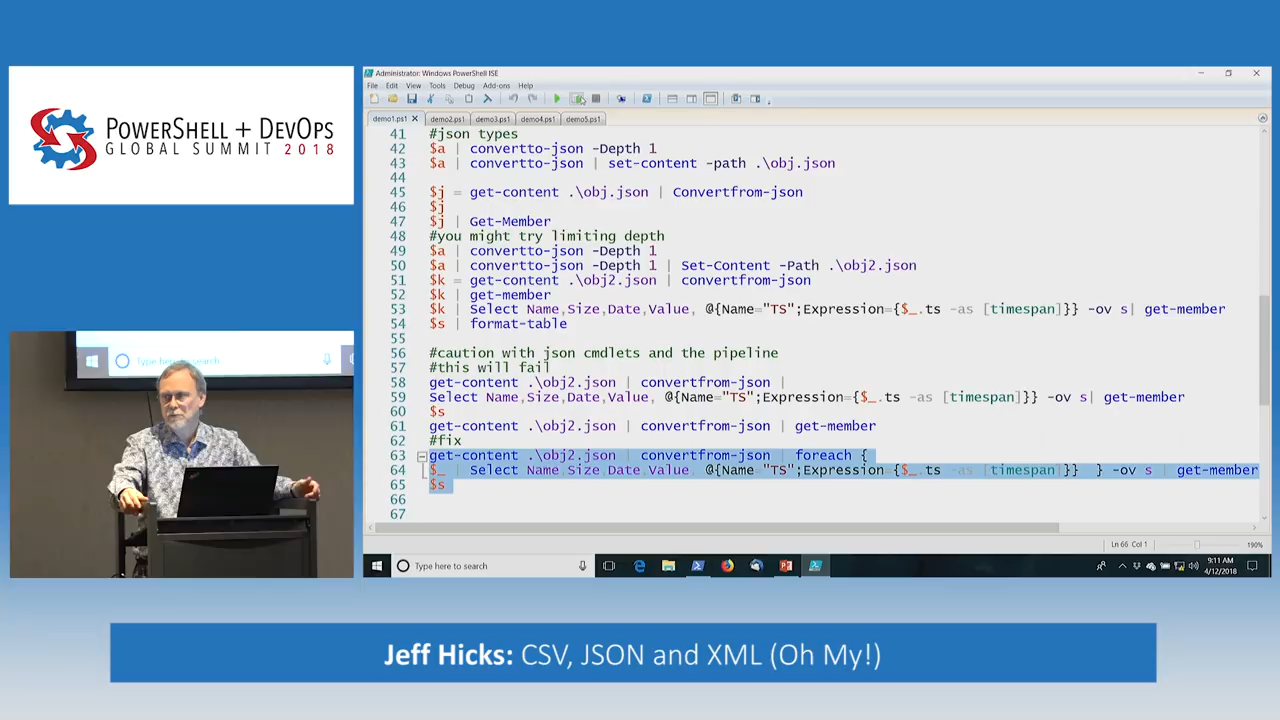 POWERSHELL + DEVOPS
GLOBAL SUMMIT 2018
Type here to search
Administrator: Windows PowerShell ISE
File Edit View Tools Debug Add-ons Help
demo1.ps1 demo2.ps1 demo3.ps1 demo4.ps1 demo5.ps1
41 #json types
42 $a | convertto-json -Depth 1
43 $a | convertto-json | set-content -path .\obj.json
44
45 $j = get-content .\obj.json | Convertfrom-json
46 $j
47 $j | Get-Member
48 #you might try limiting depth
49 $a | convertto-json -Depth 1
50 $a | convertto-json -Depth 1 | Set-Content -Path .\obj2.json
51 $k = get-content .\obj2.json | convertfrom-json
52 $k | get-member
53 $k | Select Name,Size,Date,Value, @{Name="TS";Expression={$_.ts -as [timespan]}} -ov s| get-member
54 $s | format-table
55
56 #caution with json cmdlets and the pipeline
57 #this will fail
58 get-content .\obj2.json | convertfrom-json |
59 Select Name,Size,Date,Value, @{Name="TS";Expression={$_.ts -as [timespan]}} -ov s| get-member
60 $s
61 get-content .\obj2.json | convertfrom-json | get-member
62 #fix
63 get-content .\obj2.json | convertfrom-json | foreach {
64 $_ | Select Name,Size,Date,Value, @{Name="TS";Expression {$_.ts -as [timespan]}} } -ov s | get-member
65 $s
66
67
Ln 66 Col 1 190%
Type here to search
9:11 AM
4/12/2018
Jeff Hicks: CSV, JSON and XML (Oh My!)